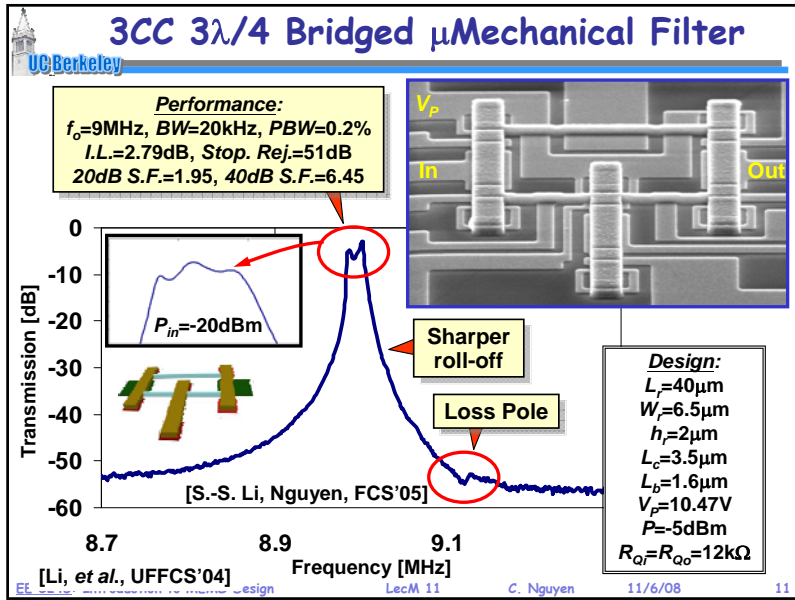 3CC 3λ/4 Bridged μMechanical Filter
UC Berkeley
Performance:
fo=9MHz, BW=20kHz, PBW=0.2%
I.L.=2.79dB, Stop. Rej.=51dB
20dB S.F.=1.95, 40dB S.F.=6.45
VP
In
Out
0
-10
-20
-30
-40
-50
-60
Transmission [dB]
Pin=-20dBm
Sharper
roll-off
Loss Pole
[S.-S. Li, Nguyen, FCS'05]
Design:
Lr=40μm
Wr=6.5μm
hr=2μm
Lc=3.5μm
Lb=1.6μm
VP=10.47V
P=-5dBm
RQi=RQo=12kΩ
8.7
8.9
9.1
Frequency [MHz]
[Li, et al., UFFCS'04]
Design
LecM 11
C. Nguyen
11/6/08
11